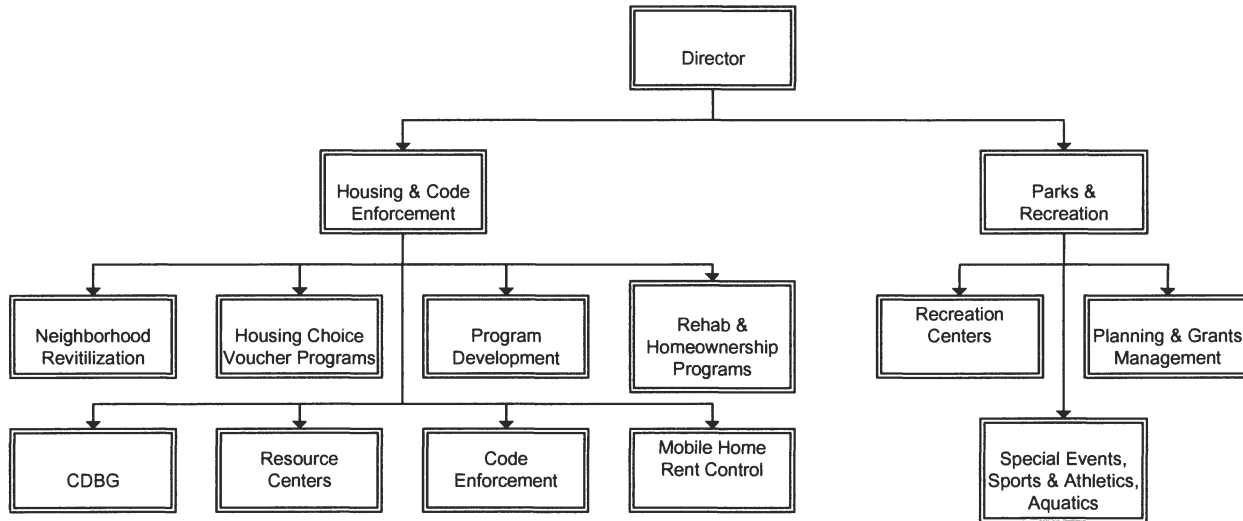 Director
Housing & Code
Enforcement
Parks &
Recreation
Neighborhood
Revitilization
Housing Choice
Voucher Programs
Program
Development
Rehab &
Homeownership
Programs
Recreation
Centers
Planning & Grants
Management
CDBG
Resource
Centers
Code
Enforcement
Mobile Home
Rent Control
Special Events,
Sports & Athletics,
Aquatics